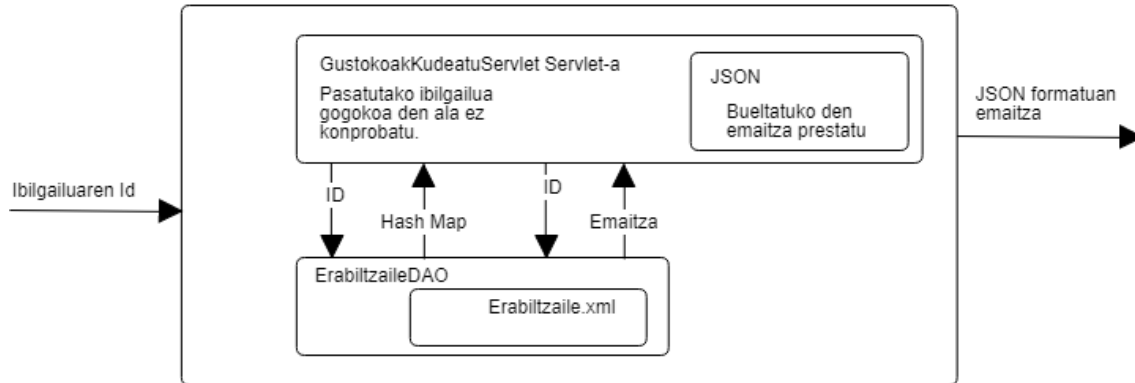 GustokoakKudeatuServlet Servlet-a
Pasatutako ibilgailua
gogokoa den ala ez
konprobatu.
JSON
Bueltatuko den
emaitza prestatu
JSON formatuan
emaitza
Ibilgailuaren Id
ID
Hash Map
ID
Emaitza
ErabiltzaileDAO
Erabiltzaile.xml